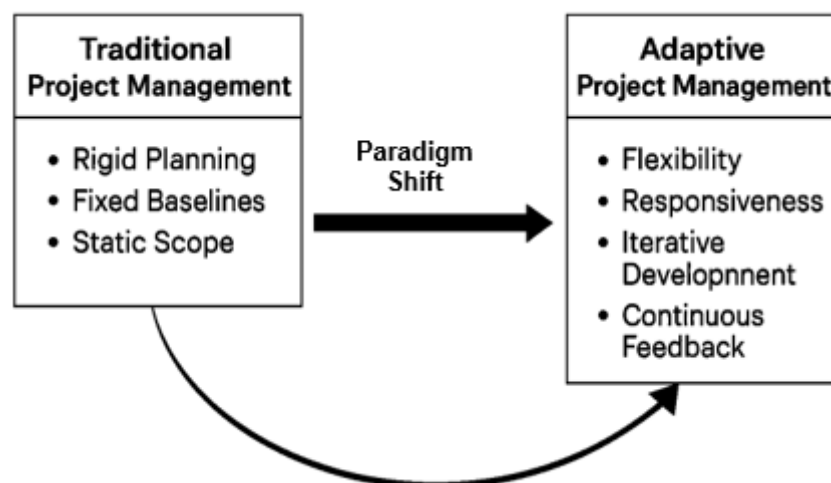 Traditional
Project Management
• Rigid Planning
• Fixed Baselines
• Static Scope
Paradigm
Shift
Adaptive
Project Management
• Flexibility
• Responsiveness
• Iterative
Developnnent
• Continuous
Feedback